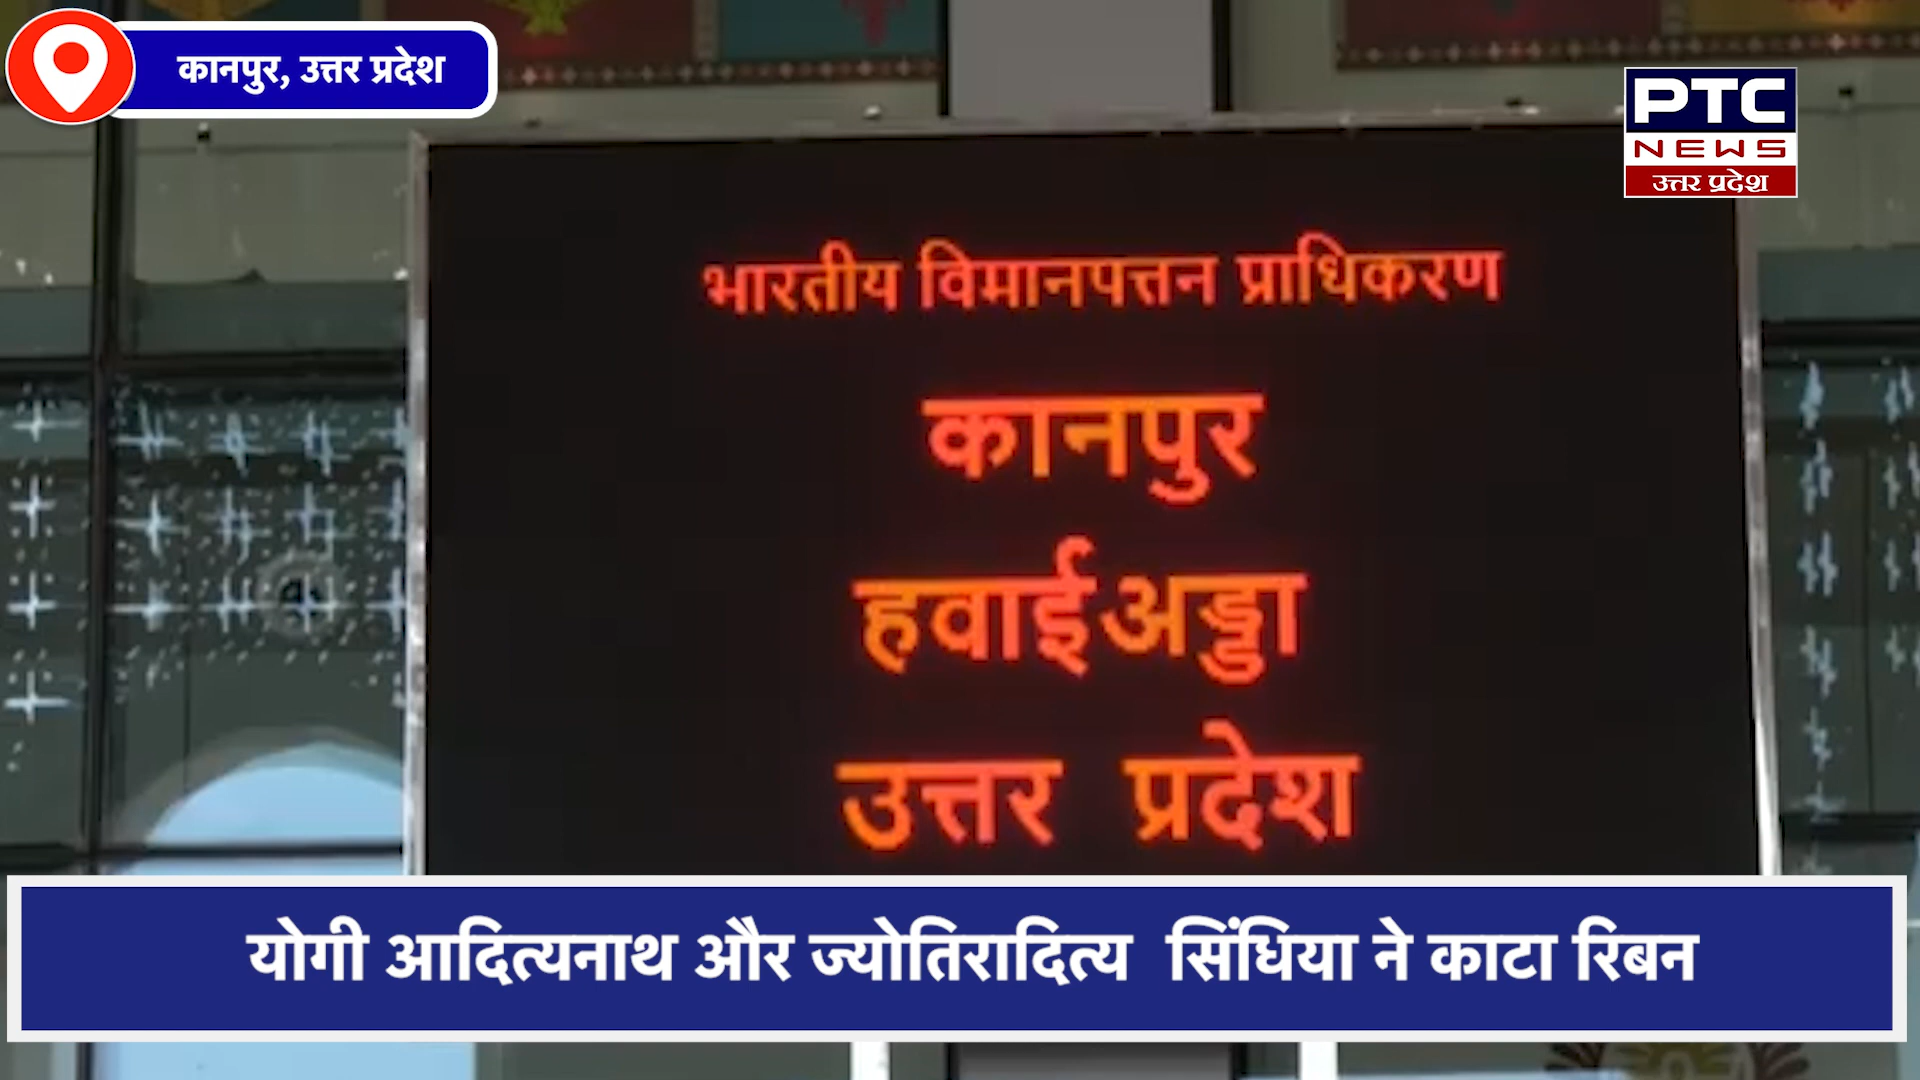 कानपुर, उत्तर प्रदेश
PTC
NEWS
उत्तर प्रदेश
भारतीय विमानपत्तन प्राधिकरण
कानपुर
हवाईअड्डा
उत्तर प्रदेश
योगी आदित्यनाथ और ज्योतिरादित्य सिंधिया ने काटा रिबन